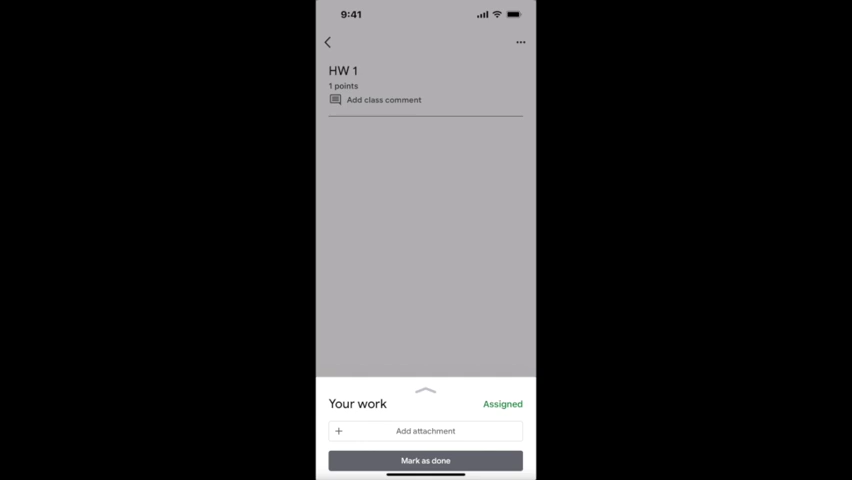 9:41
HW 1
1 points
Add class comment
Your work
Assigned
Add attachment
Mark as done